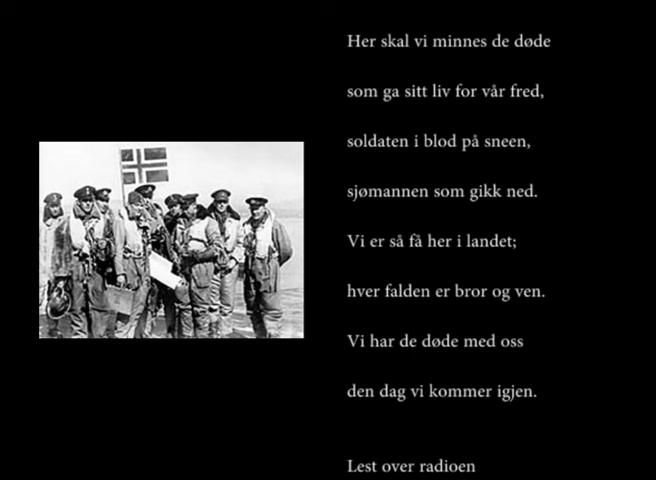 Her skal vi minnes de døde
som ga sitt liv for vår fred,
soldaten i blod på sneen,
sjømannen som gikk ned.
Vi er så få her i landet;
hver falden er bror og ven.
Vi har de døde med oss
den dag vi kommer igjen.
Lest over radioen